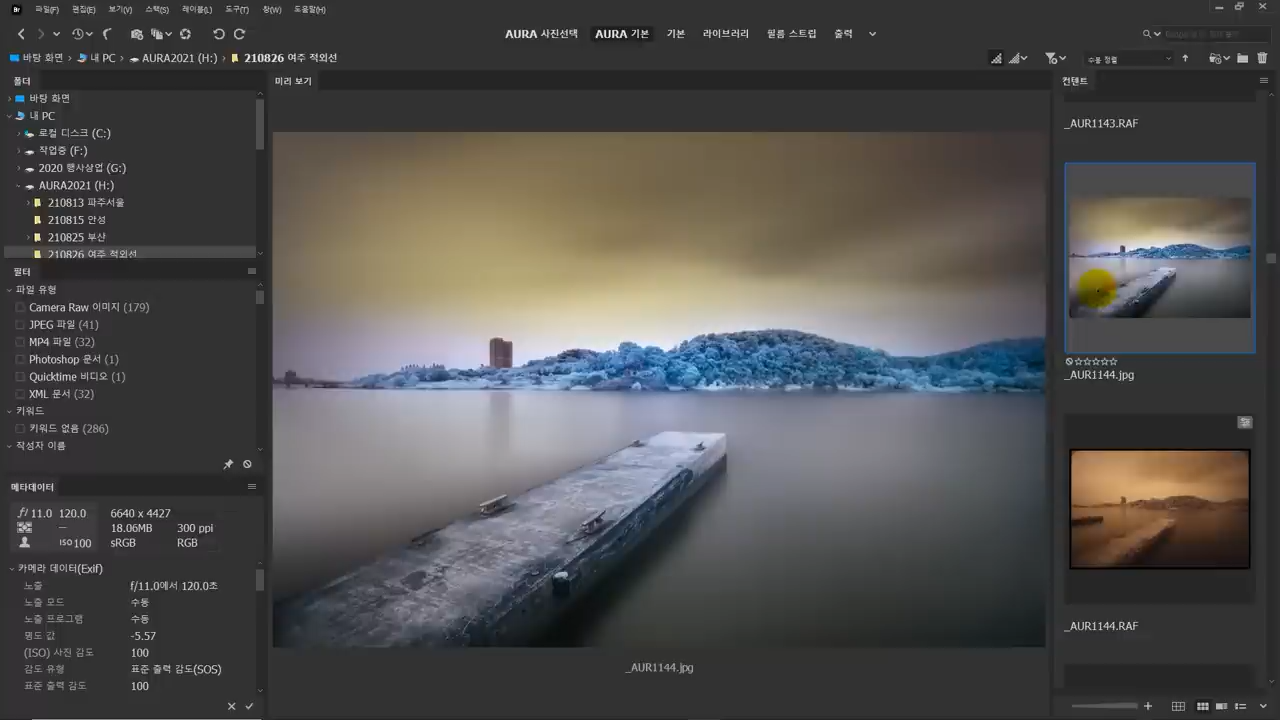 Br 파일(F) 편집(E) 보기(V) 스택(S) 레이블(L) 도구(T) 창(W) 도움말(H)
AURA 사진선택 AURA 기본 기본 라이브러리 필름 스트립 출력
바탕 화면 > 내 PC > AURA2021 (H:) > 210826 여주 적외선
수동 정렬
폴더
바탕 화면
내 PC
로컬 디스크 (C:)
작업중 (F:)
2020 행사상업 (G:)
AURA2021 (H:)
210813 파주서울
210815 안성
210825 부산
210826 여주 적외선
필터
파일 유형
Camera Raw 이미지 (179)
JPEG 파일 (41)
MP4 파일 (32)
Photoshop 문서 (1)
Quicktime 비디오 (1)
XML 문서 (32)
키워드
키워드 없음 (286)
작성자 이름
메타데이터
f/ 11.0 120.0
--
ISO 100
6640 x 4427
18.06MB 300 ppi
sRGB RGB
카메라 데이터(Exif)
노출 f/11.0에서 120.0초
노출 모드 수동
노출 프로그램 수동
명도 값 -5.57
(ISO) 사진 감도 100
감도 유형 표준 출력 감도(SOS)
표준 출력 감도 100
미리 보기
_AUR1144.jpg
컨텐트
_AUR1143.RAF
_AUR1144.jpg
_AUR1144.RAF